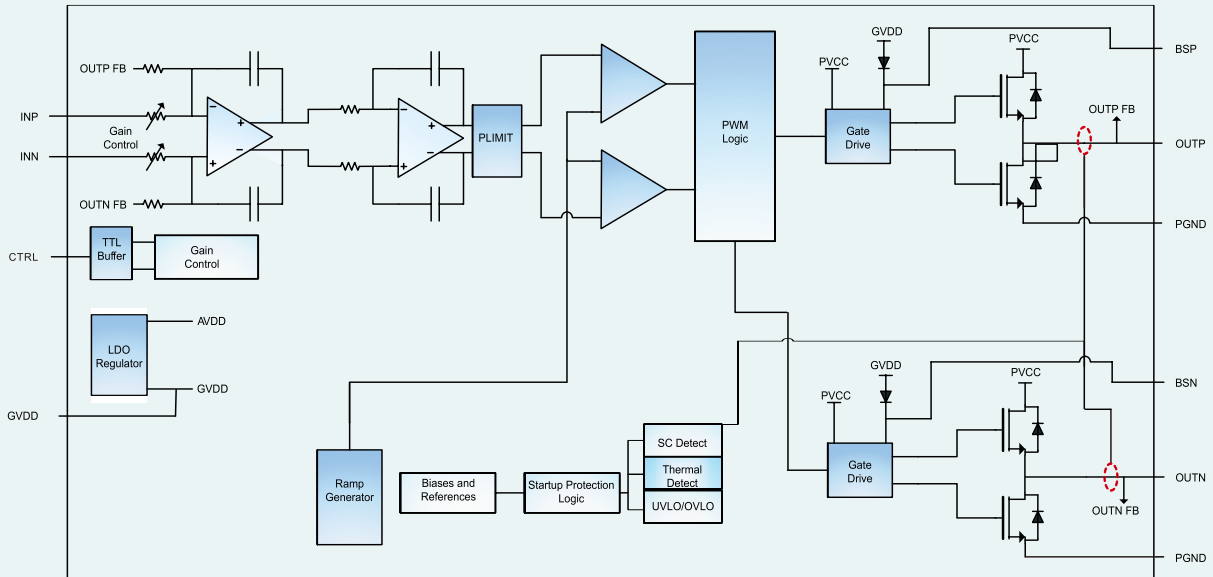 GVDD
BSP
PVCC
OUTP FB
PVCC
INP
Gain
Control
INN
PLIMIT
PWM
Logic
Gate
Drive
OUTP FB
OUTP
OUTN FB
PGND
CTRL
TTL
Buffer
Gain
Control
AVDD
LDO
Regulator
GVDD
GVDD
GVDD
PVCC
BSN
PVCC
Ramp
Generator
Biases and
References
Startup Protection
Logic
SC Detect
Thermal
Detect
UVLO/OVLO
Gate
Drive
OUTN
OUTN FB
PGND